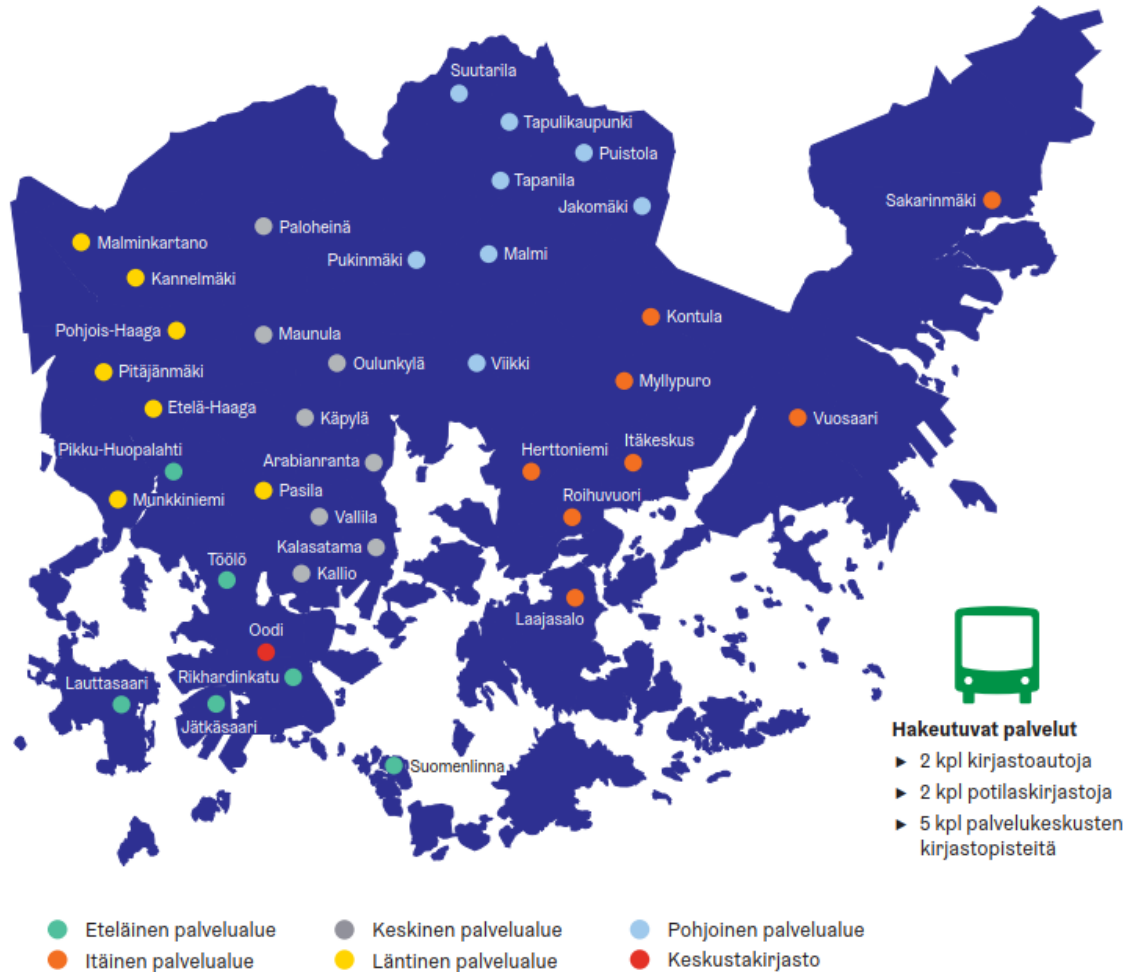 Suutarila
Tapulikaupunki
Puistola
Tapanila
Jakomäki
Sakarinmäki
Paloheinä
Malminkartano
Pukinmäki
Malmi
Kannelmäki
Kontula
Pohjois-Haaga
Maunula
Oulunkylä
Viikki
Pitäjänmäki
Myllypuro
Etelä-Haaga
Käpylä
Vuosaari
Pikku-Huopalahti
Arabianranta
Herttoniemi
Itäkeskus
Munkkiniemi
Pasila
Roihuvuori
Vallila
Kalasatama
Töölö
Kallio
Laajasalo
Oodi
Rikhardinkatu
Lauttasaari
Jätkäsaari
Suomenlinna
Hakeutuvat palvelut
► 2 kpl kirjastoautoja
► 2 kpl potilaskirjastoja
► 5 kpl palvelukeskusten
kirjastopisteitä
Eteläinen palvelualue
Keskinen palvelualue
Pohjoinen palvelualue
Itäinen palvelualue
Läntinen palvelualue
Keskustakirjasto